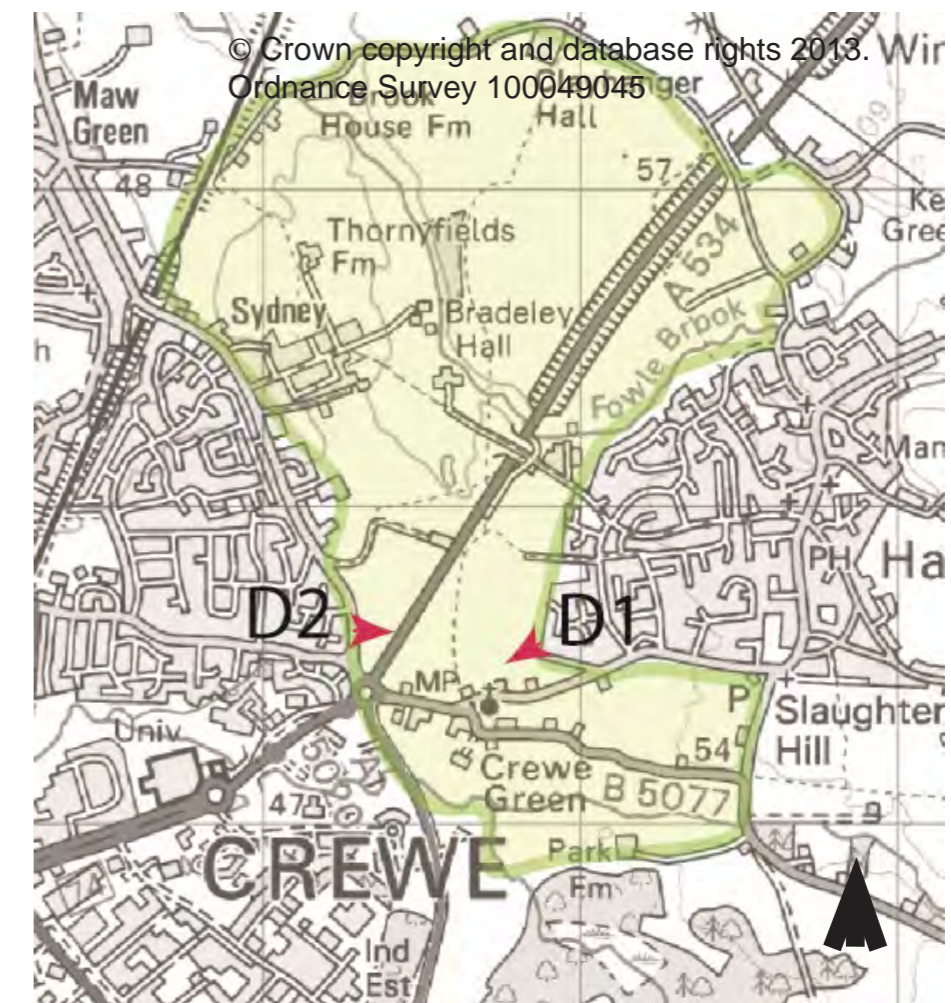 © Crown copyright and database rights 2013.
Ordnance Survey 100049045
Maw
Green
Brook
House Fm
Hall
48
57
Thornyfields
Fm
A 534
Sydney
Bradeley
Hall
Fowle Brook
PH
D2
D1
MP
P
Univ
Slaughter
Hill
54
Crewe
Green
B 5077
47
CREWE
Park
Fm
Ind
Est